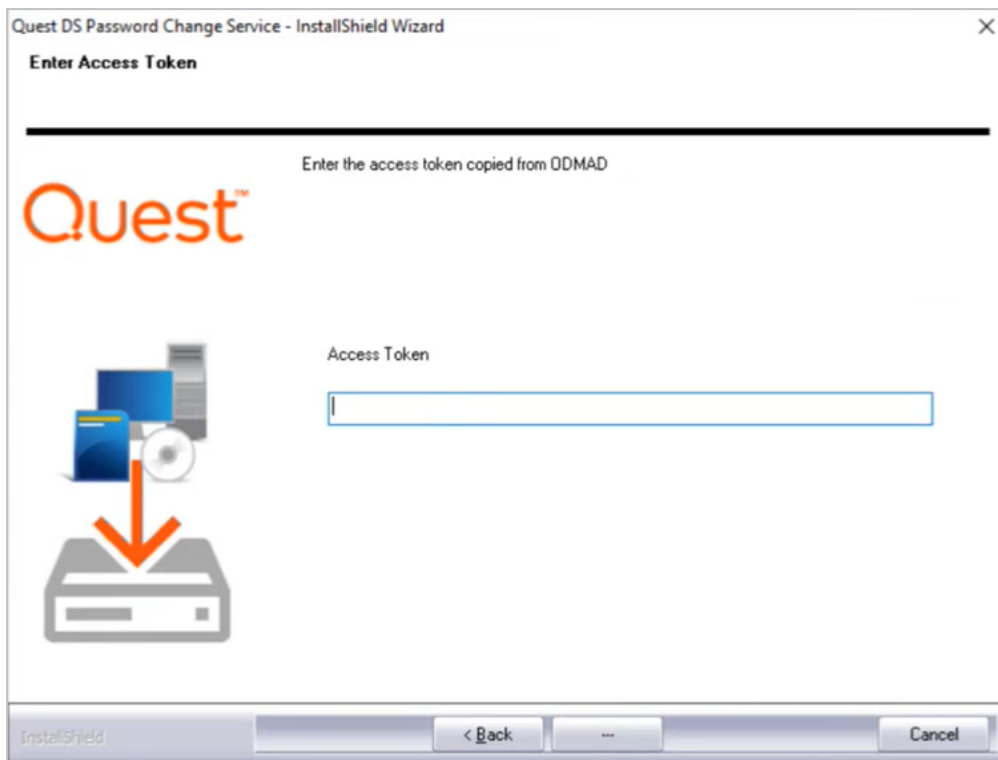 Quest DS Password Change Service - InstallShield Wizard
Enter Access Token
Enter the access token copied from ODMAD
Quest™
Access Token
InstallShield
< Back
---
Cancel